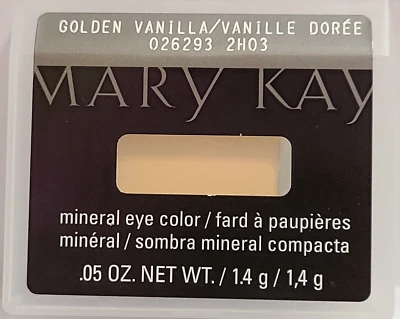 GOLDEN VANILLA/VANILLE DORÉE
026293 2H03
MARY KAY
mineral eye color / fard à paupières
minéral / sombra mineral compacta
.05 OZ. NET WT. / 1.4 g / 1,4 g